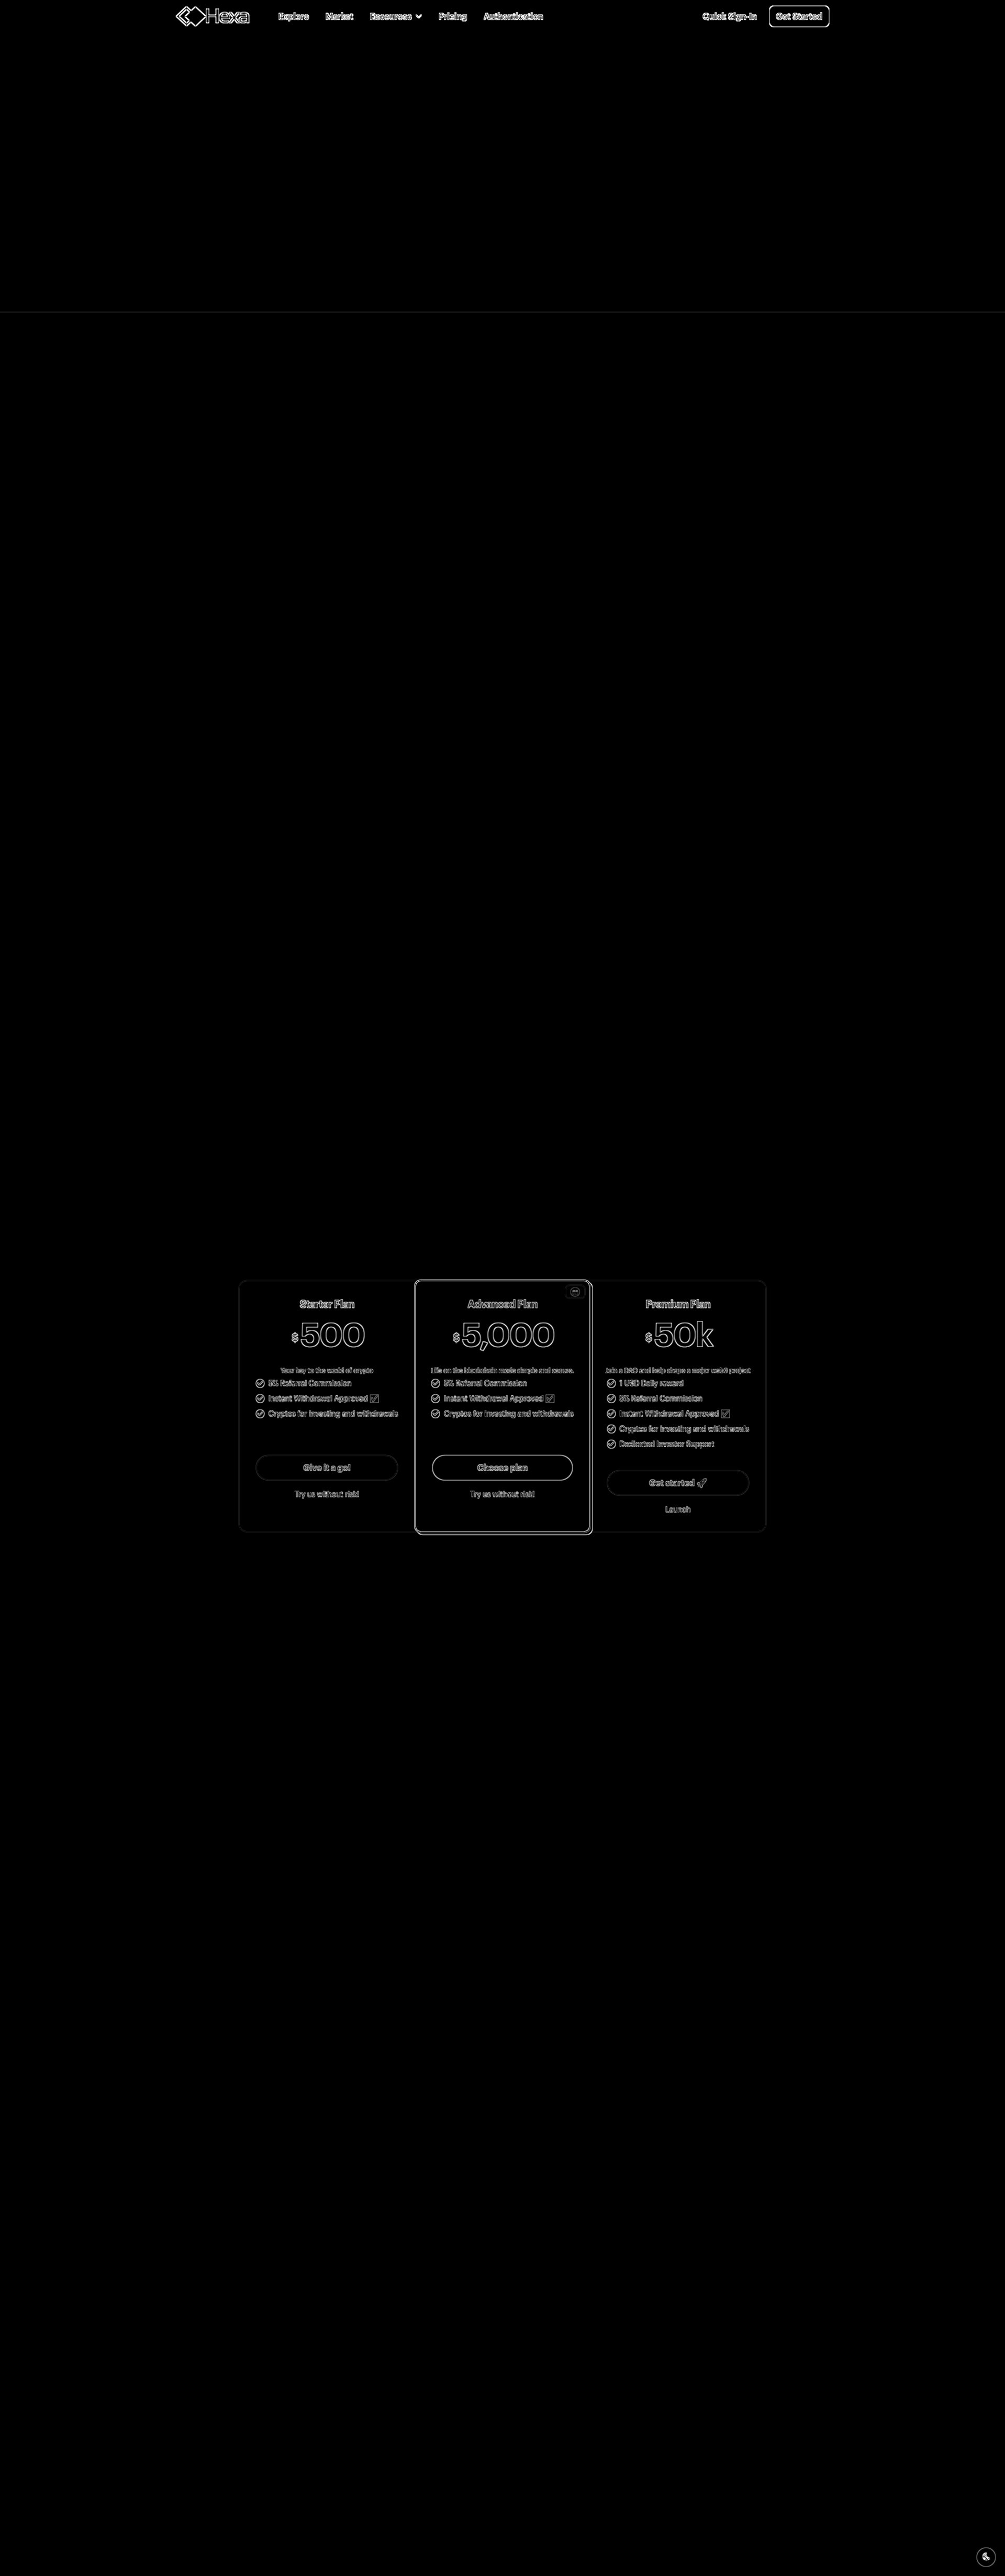 Hexa Explore Market Resources Pricing Authentication Quick Sign-In Get Started
Starter Plan
$500
Your key to the world of crypto
5% Referral Commission
Instant Withdrawal Approved ✅
Cryptos for Investing and withdrawals
Give it a go!
Try us without risk!
Advanced Plan
$5,000
Life on the blockchain made simple and secure.
5% Referral Commission
Instant Withdrawal Approved ✅
Cryptos for Investing and withdrawals
Choose plan
Try us without risk!
Premium Plan
$50k
Join a DAO and help shape a major web3 project
1 USD Daily reward
5% Referral Commission
Instant Withdrawal Approved ✅
Cryptos for Investing and withdrawals
Dedicated Investor Support
Get started 🚀
Launch